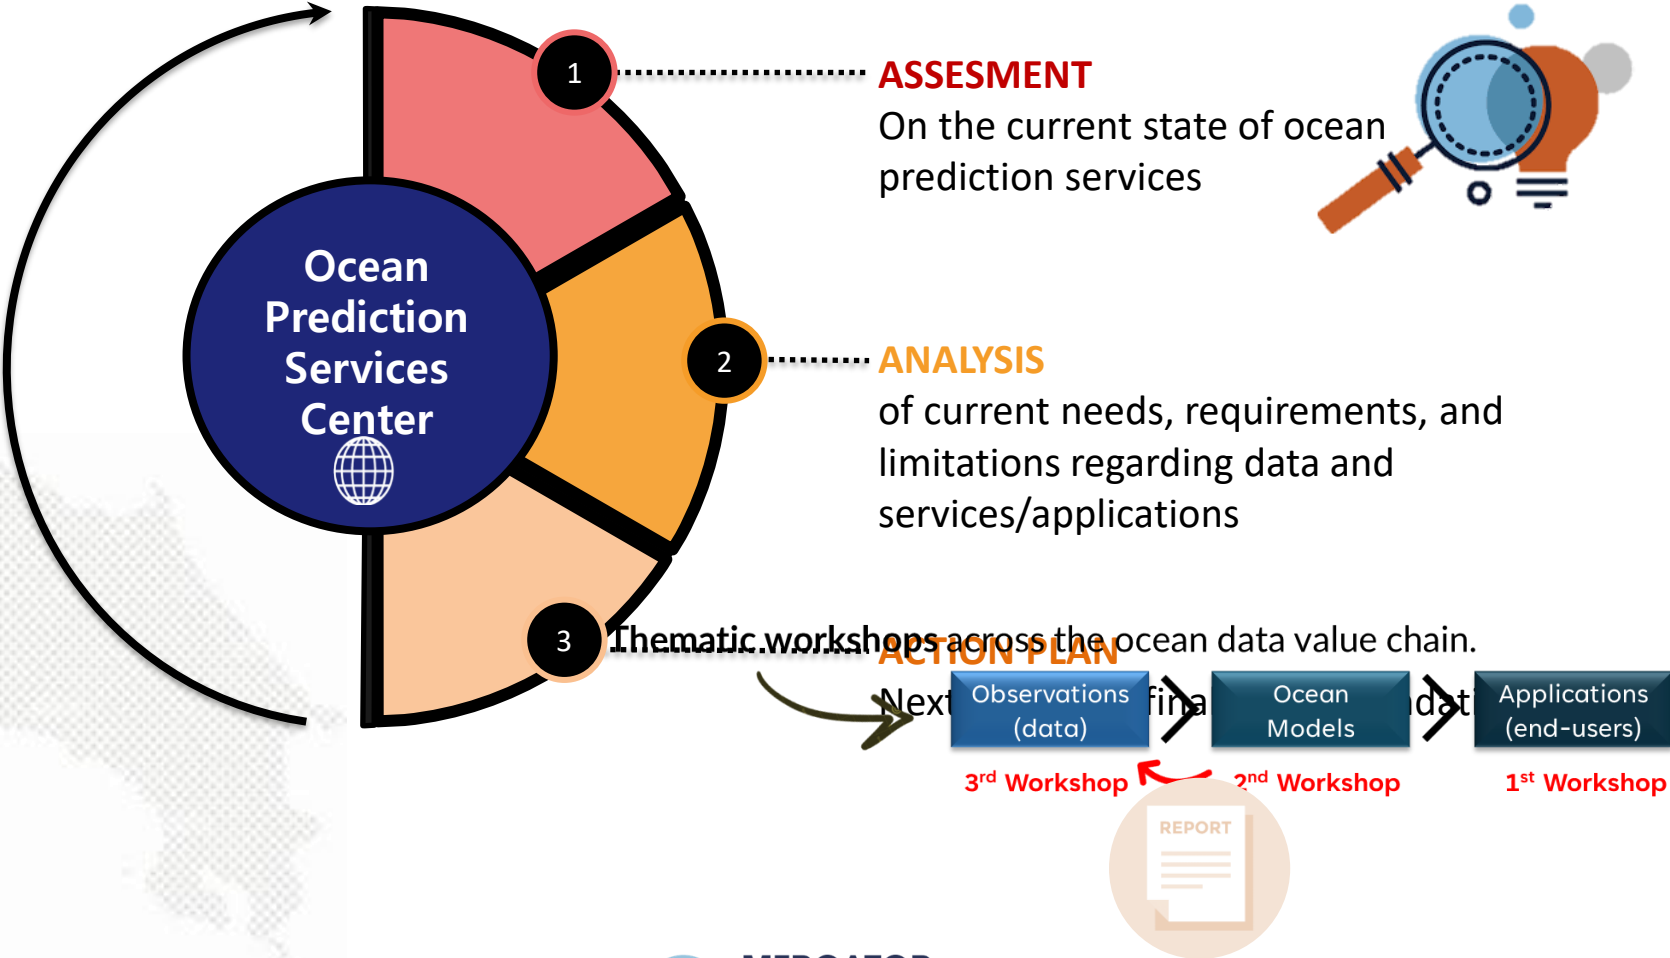 1
ASSESMENT
On the current state of ocean
prediction services
Ocean
Prediction
Services
Center
2
ANALYSIS
of current needs, requirements, and
limitations regarding data and
services/applications
3
Thematic workshops across the ocean data value chain.
ACTION PLAN
Next
Observations
(data)
Ocean
Models
Applications
(end-users)
3rd Workshop
2nd Workshop
1st Workshop
REPORT